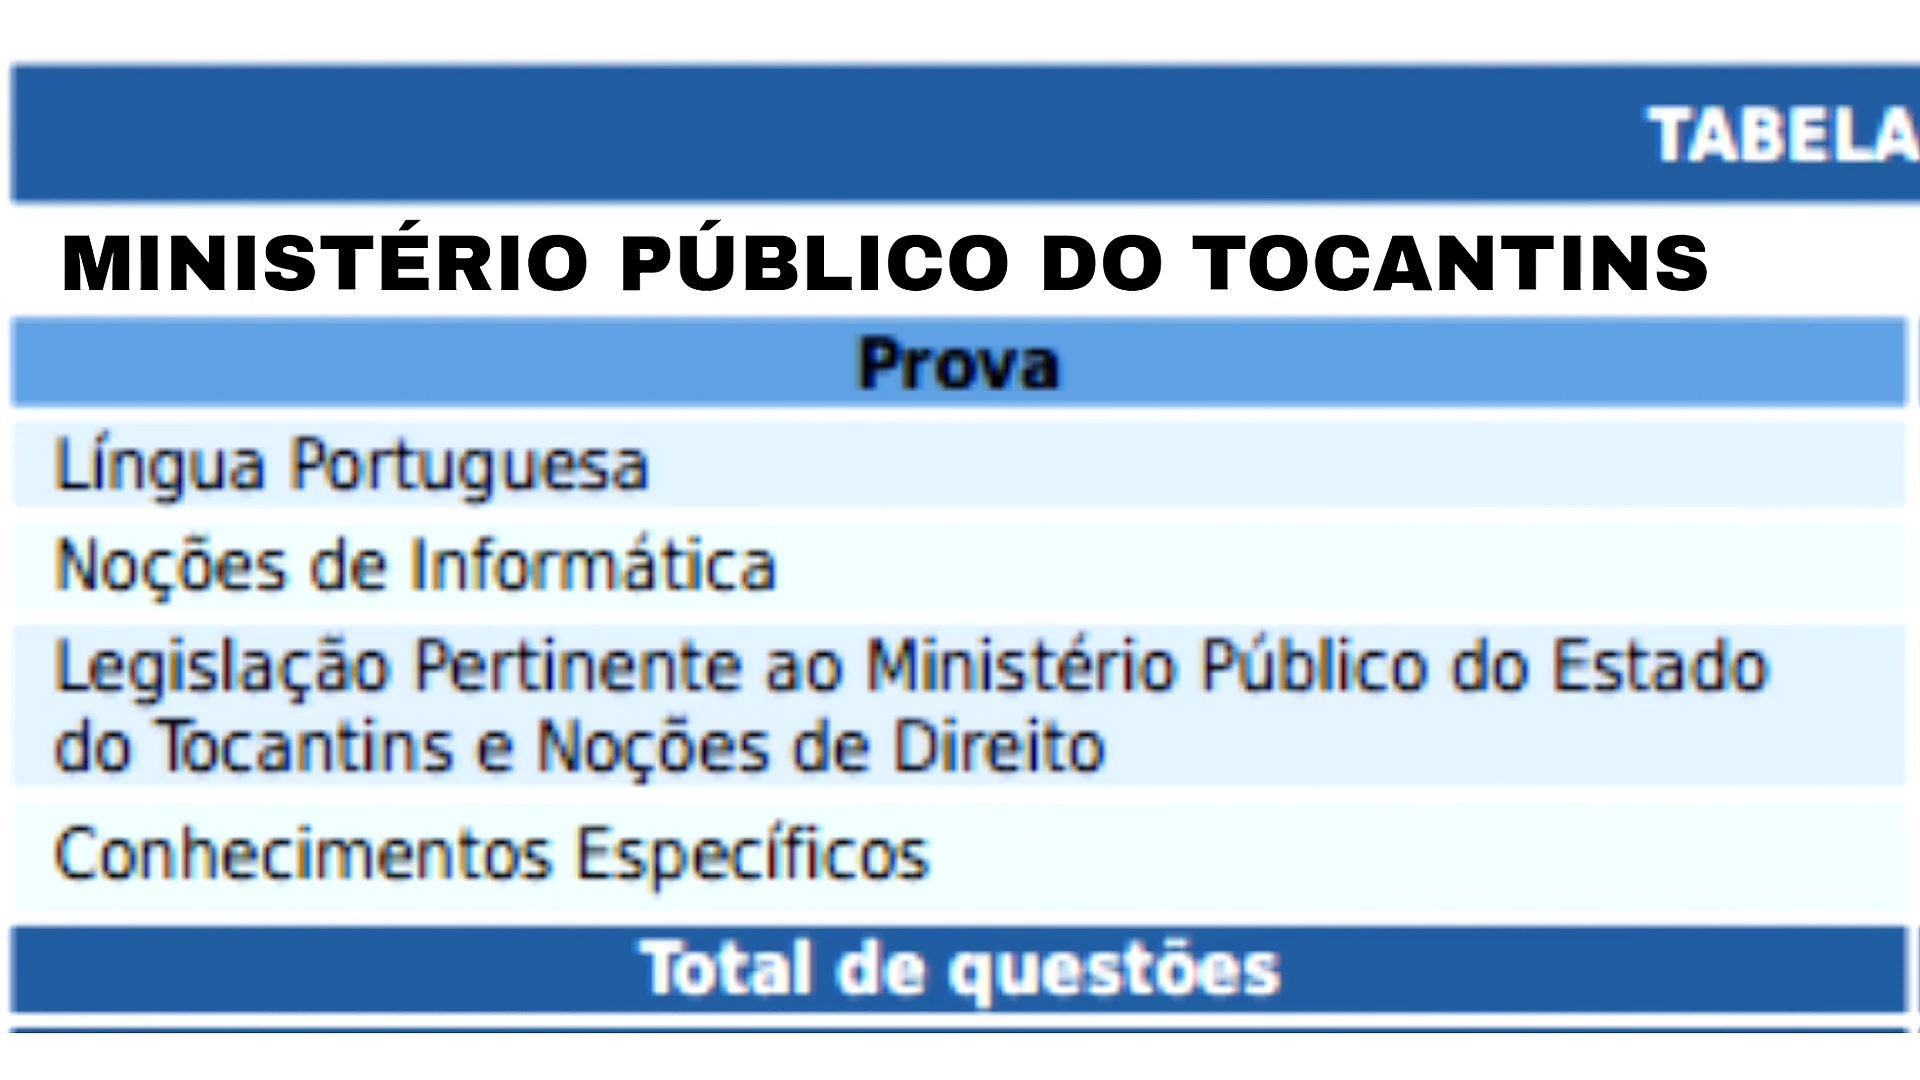 TABELA
MINISTÉRIO PÚBLICO DO TOCANTINS
Prova
Língua Portuguesa
Noções de Informática
Legislação Pertinente ao Ministério Público do Estado
do Tocantins e Noções de Direito
Conhecimentos Específicos
Total de questões